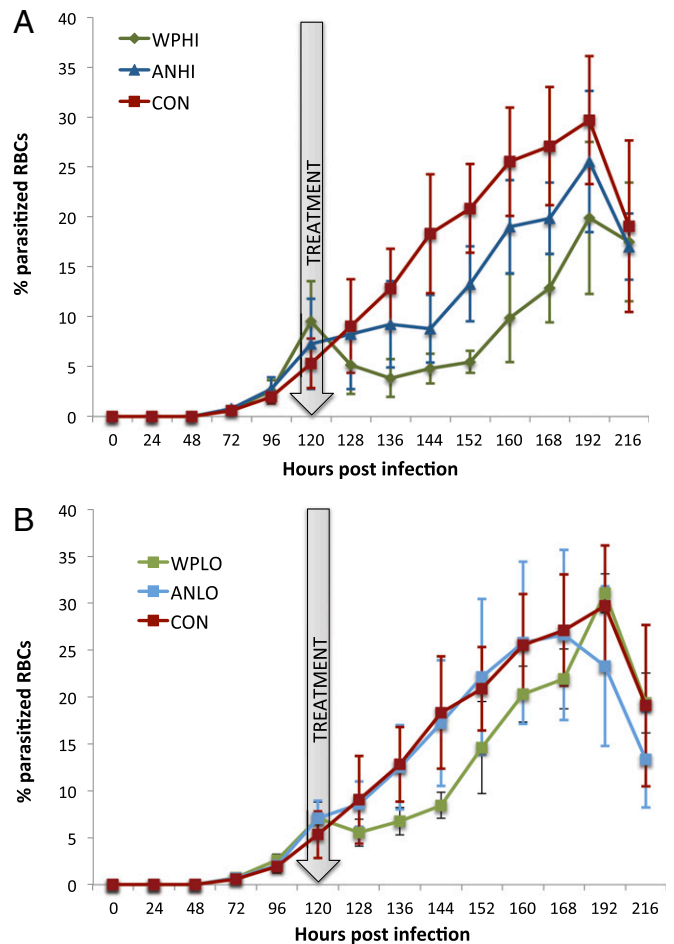 A
40
35
30
25
20
15
10
5
0
% parasitized RBCs
WPHI
ANHI
CON
TREATMENT
0 24 48 72 96 120 128 136 144 152 160 168 192 216
Hours post infection
B
40
35
30
25
20
15
10
5
0
% parasitized RBCs
WPLO
ANLO
CON
TREATMENT
0 24 48 72 96 120 128 136 144 152 160 168 192 216
Hours post infection